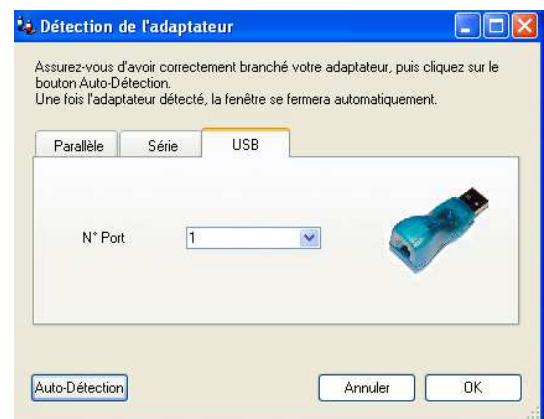 Détection de l'adaptateur
Assurez-vous d'avoir correctement branché votre adaptateur, puis cliquez sur le
bouton Auto-Détection.
Une fois l'adaptateur détecté, la fenêtre se fermera automatiquement.
Parallèle Série USB
N° Port 1
Auto-Détection Annuler OK